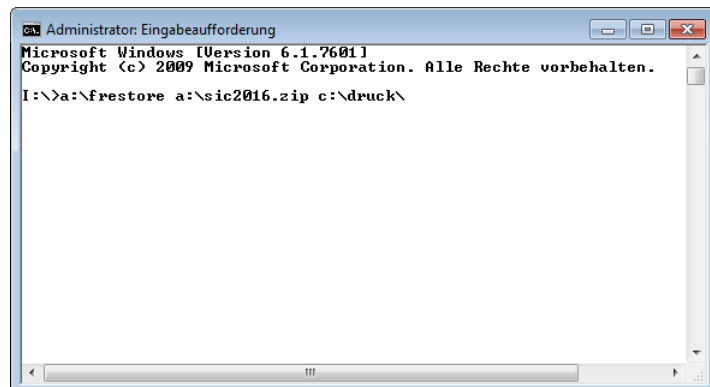 Administrator: Eingabeaufforderung
Microsoft Windows [Version 6.1.7601]
Copyright (c) 2009 Microsoft Corporation. Alle Rechte vorbehalten.
I:\>a:\frestore a:\sic2016.zip c:\druck\